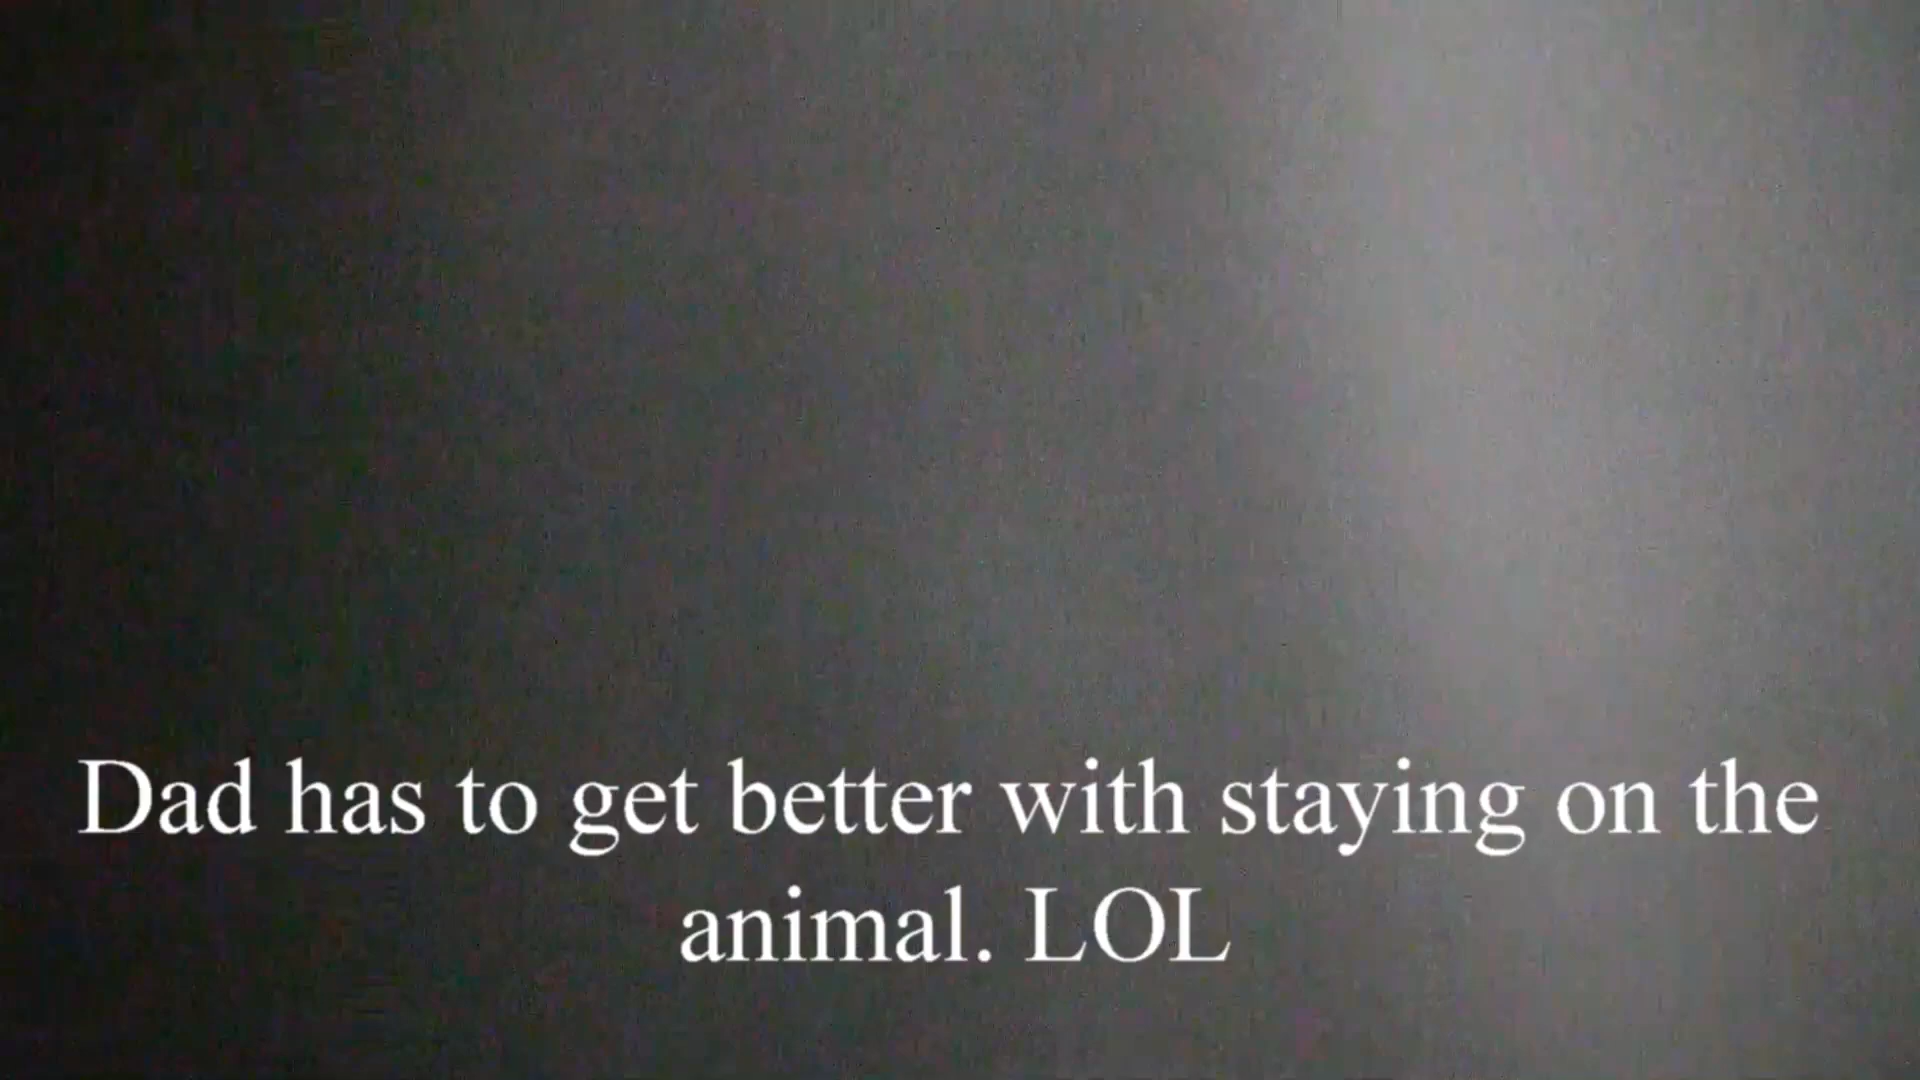 Dad has to get better with staying on the
animal. LOL